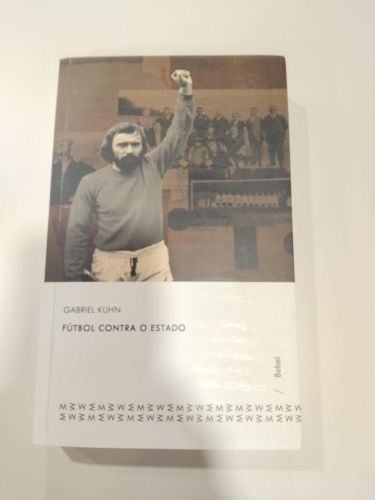 GABRIEL KUHN
FÚTBOL CONTRA O ESTADO
/ Bebel